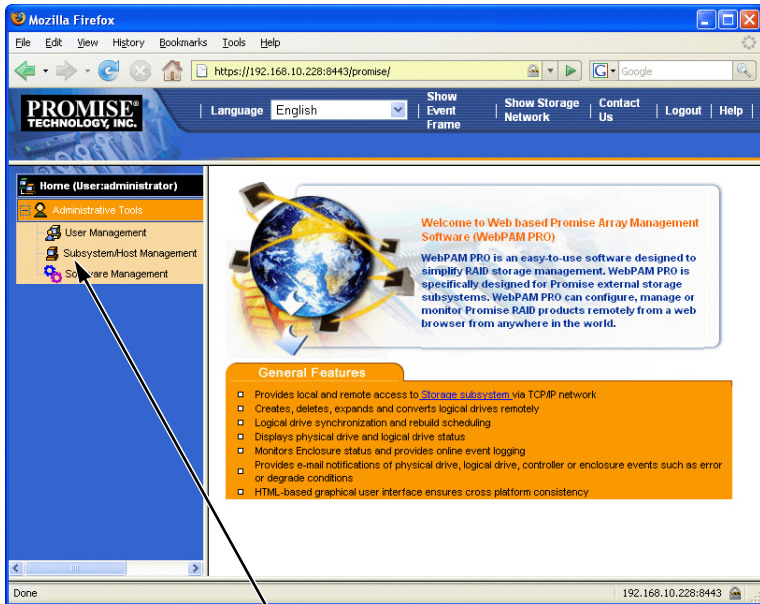 Mozilla Firefox
File Edit View History Bookmarks Tools Help
https://192.168.10.228:8443/promise/
G Google
PROMISE®
TECHNOLOGY, INC.
Language English
Show Event Frame
Show Storage Network
Contact Us
Logout
Help
Home (User:administrator)
Administrative Tools
User Management
Subsystem/Host Management
Software Management
Welcome to Web based Promise Array Management
Software (WebPAM PRO)
WebPAM PRO is an easy-to-use software designed to
simplify RAID storage management. WebPAM PRO is
specifically designed for Promise external storage
subsystems. WebPAM PRO can configure, manage or
monitor Promise RAID products remotely from a web
browser from anywhere in the world.
General Features
Provides local and remote access to Storage subsystem via TCP/IP network
Creates, deletes, expands and converts logical drives remotely
Logical drive synchronization and rebuild scheduling
Displays physical drive and logical drive status
Monitors Enclosure status and provides online event logging
Provides e-mail notifications of physical drive, logical drive, controller or enclosure events such as error
or degrade conditions
HTML-based graphical user interface ensures cross platform consistency
Done
192.168.10.228:8443